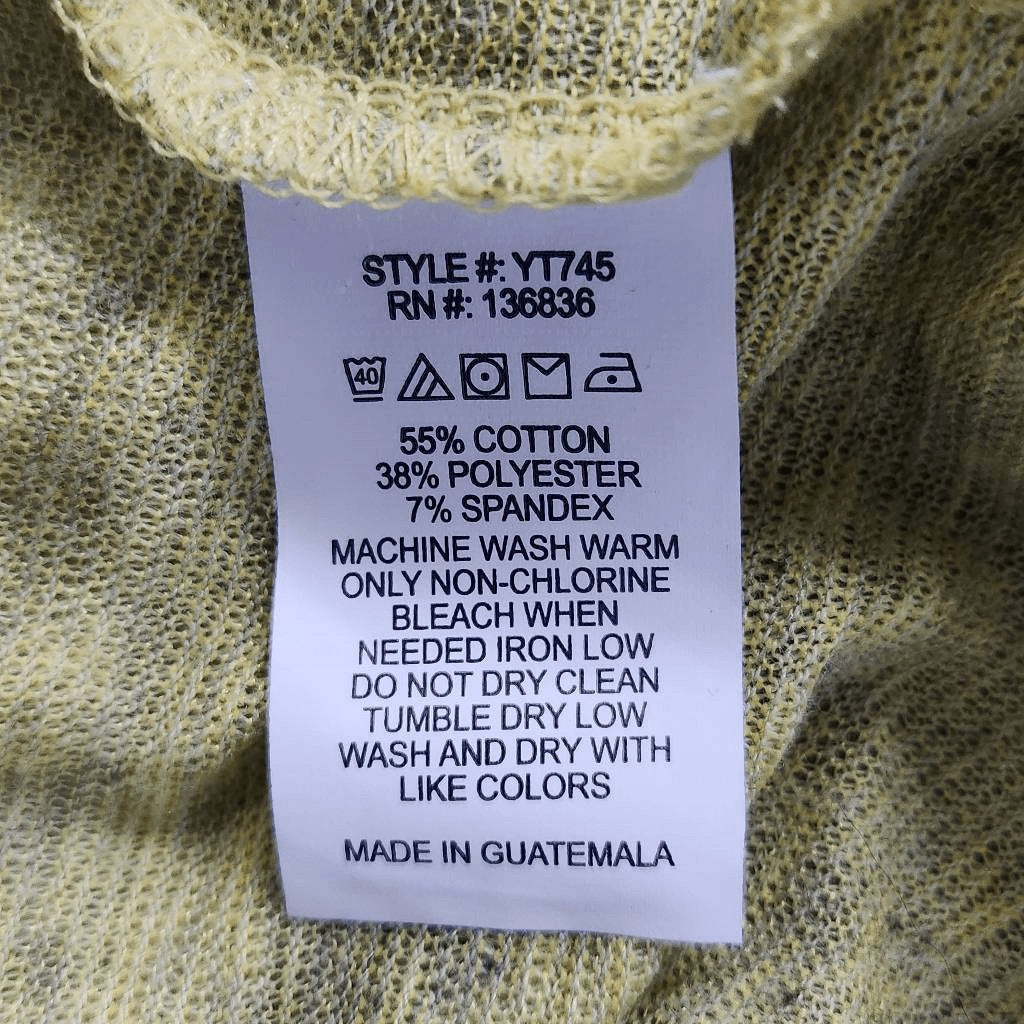 STYLE #: YT745
RN #: 136836
40
55% COTTON
38% POLYESTER
7% SPANDEX
MACHINE WASH WARM
ONLY NON-CHLORINE
BLEACH WHEN
NEEDED IRON LOW
DO NOT DRY CLEAN
TUMBLE DRY LOW
WASH AND DRY WITH
LIKE COLORS
MADE IN GUATEMALA